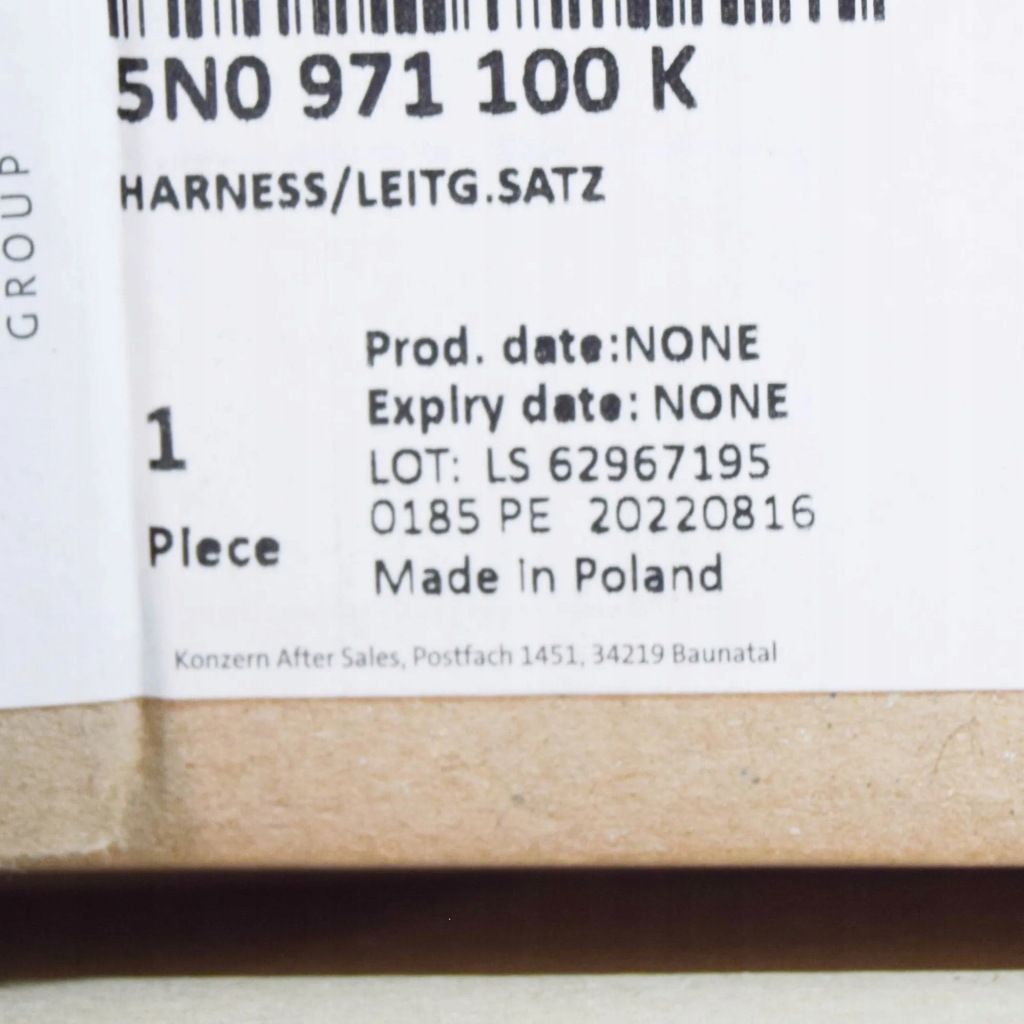 GROUP
5N0 971 100 K
HARNESS/LEITG.SATZ
Prod. date:NONE
Expiry date: NONE
LOT: LS 62967195
0185 PE 20220816
Made in Poland
1
Piece
Konzern After Sales, Postfach 1451, 34219 Baunatal